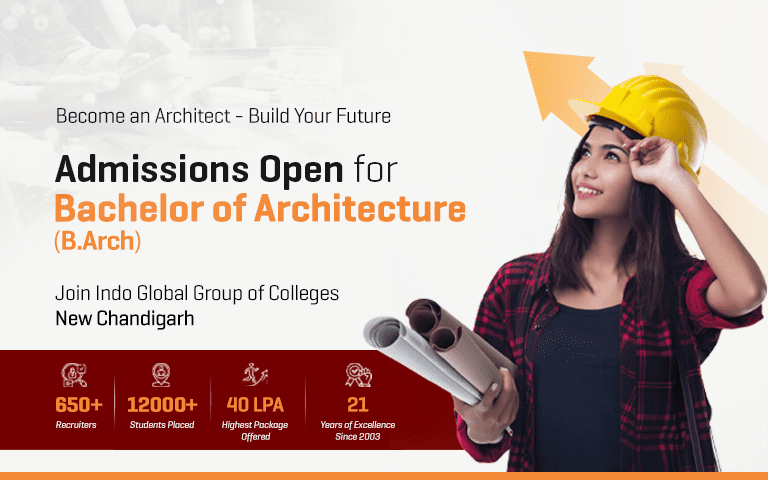 Become an Architect - Build Your Future
Admissions Open for
Bachelor of Architecture
(B.Arch)
Join Indo Global Group of Colleges
New Chandigarh
650+
Recruiters
12000+
Students Placed
40 LPA
Highest Package
Offered
21
Years of Excellence
Since 2003